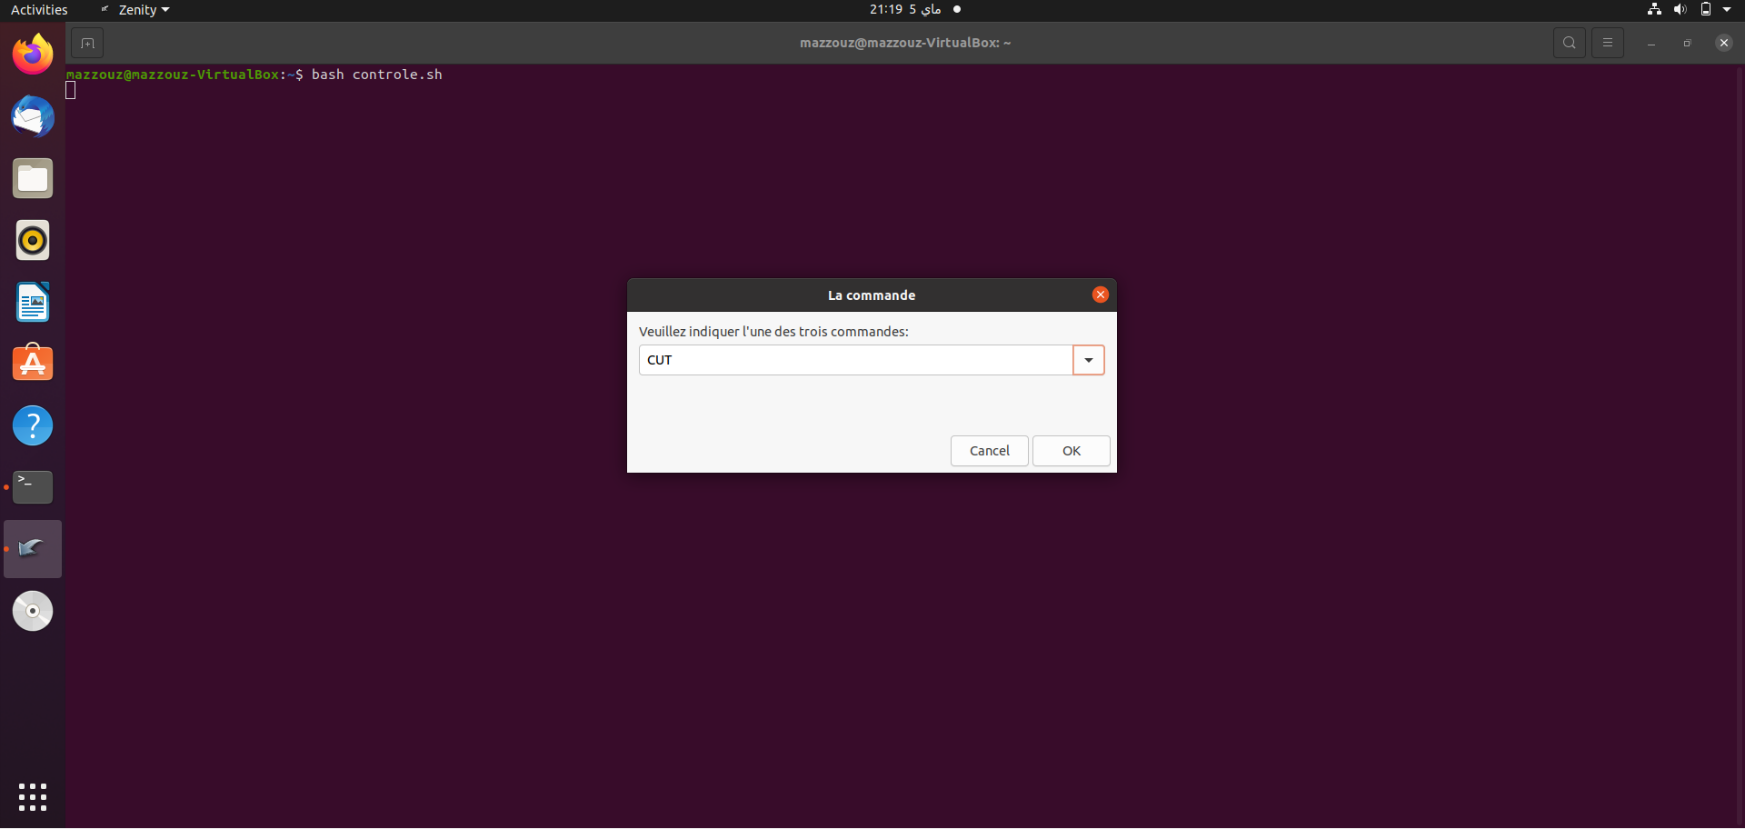 Activities
Zenity
21:19 5 ماي
mazzouz@mazzouz-VirtualBox: ~
mazzouz@mazzouz-VirtualBox:~$ bash controle.sh
La commande
Veuillez indiquer l'une des trois commandes:
CUT
Cancel
OK